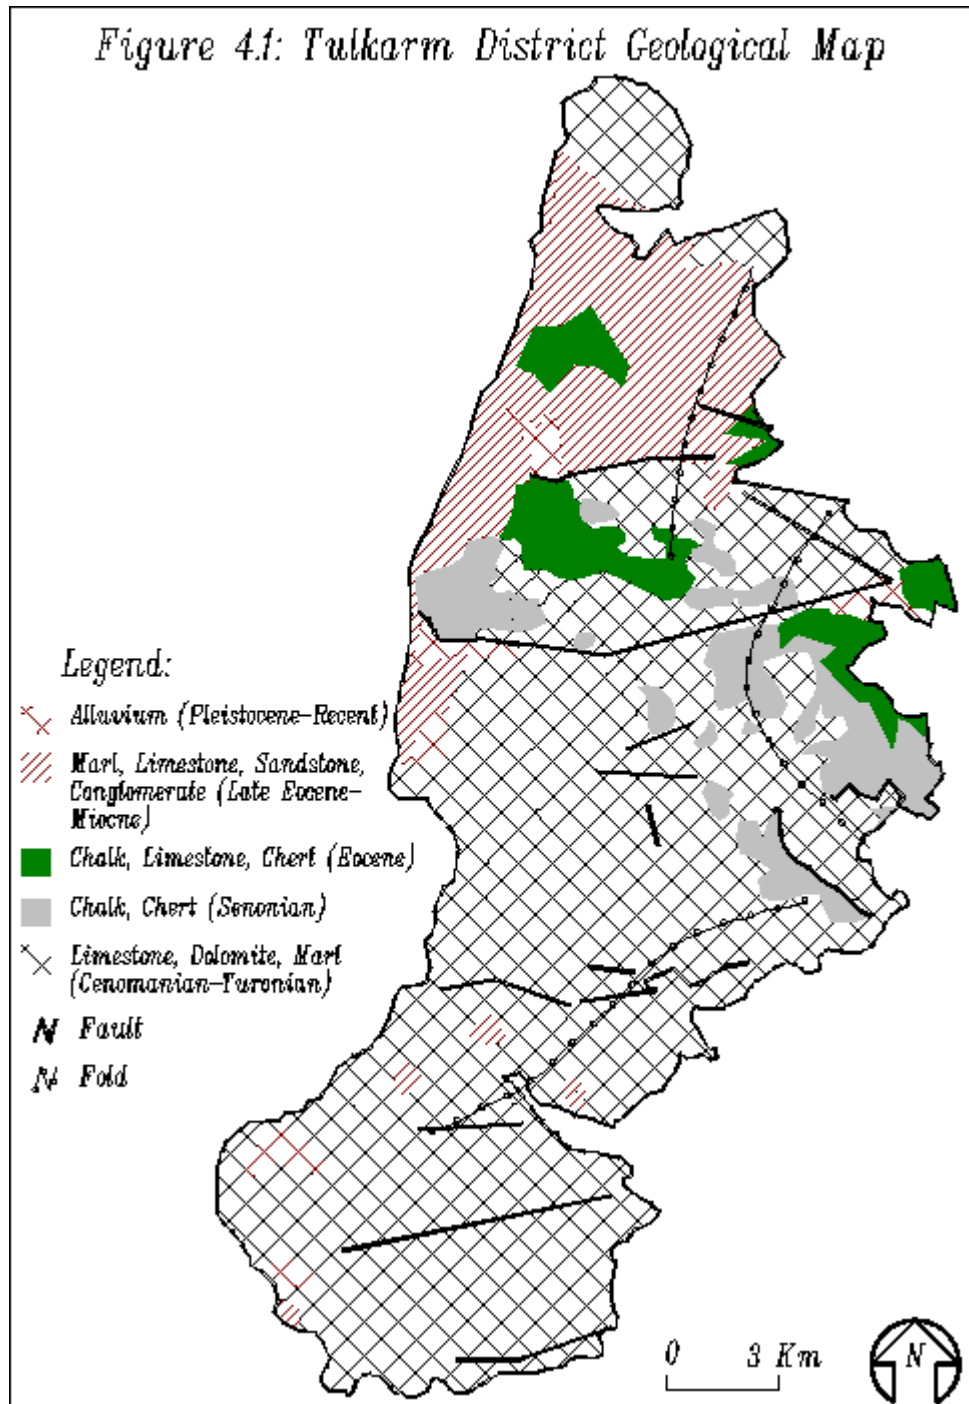 Figure 4.1: Tulkarm District Geological Map
Legend:
Alluvium (Pleistovene-Recent)
Marl, Limestone, Sandstone,
Conglomerate (Late Eocene-
Miocne)
Chalk, Limestone, Chert (Eocene)
Chalk, Chert (Senonian)
Limestone, Dolomite, Marl
(Cenomanian-Turonian)
Fault
Fold
0 3 Km
N